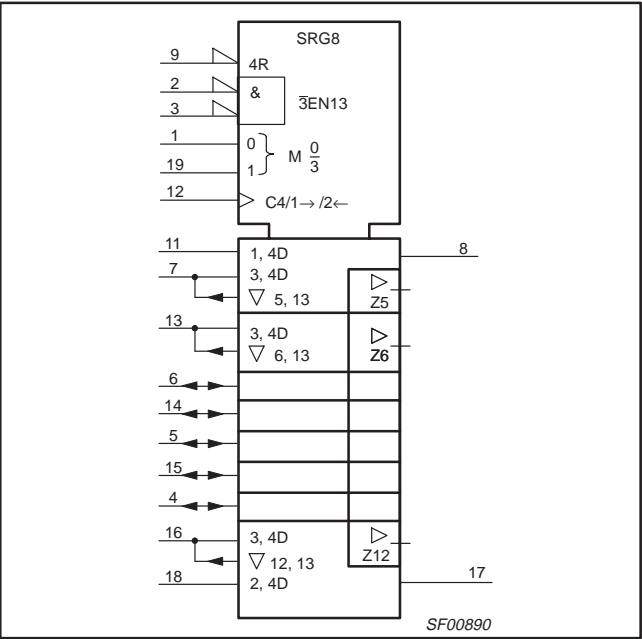 SRG8
9
4R
2
&
3̅EN13
3
1
0
M 0/3
19
1
12
C4/1→ /2←
11
1, 4D
8
7
3, 4D
▽ 5, 13
Z5
13
3, 4D
▽ 6, 13
Z6
6
14
5
15
4
16
3, 4D
▽ 12, 13
Z12
18
2, 4D
17
SF00890